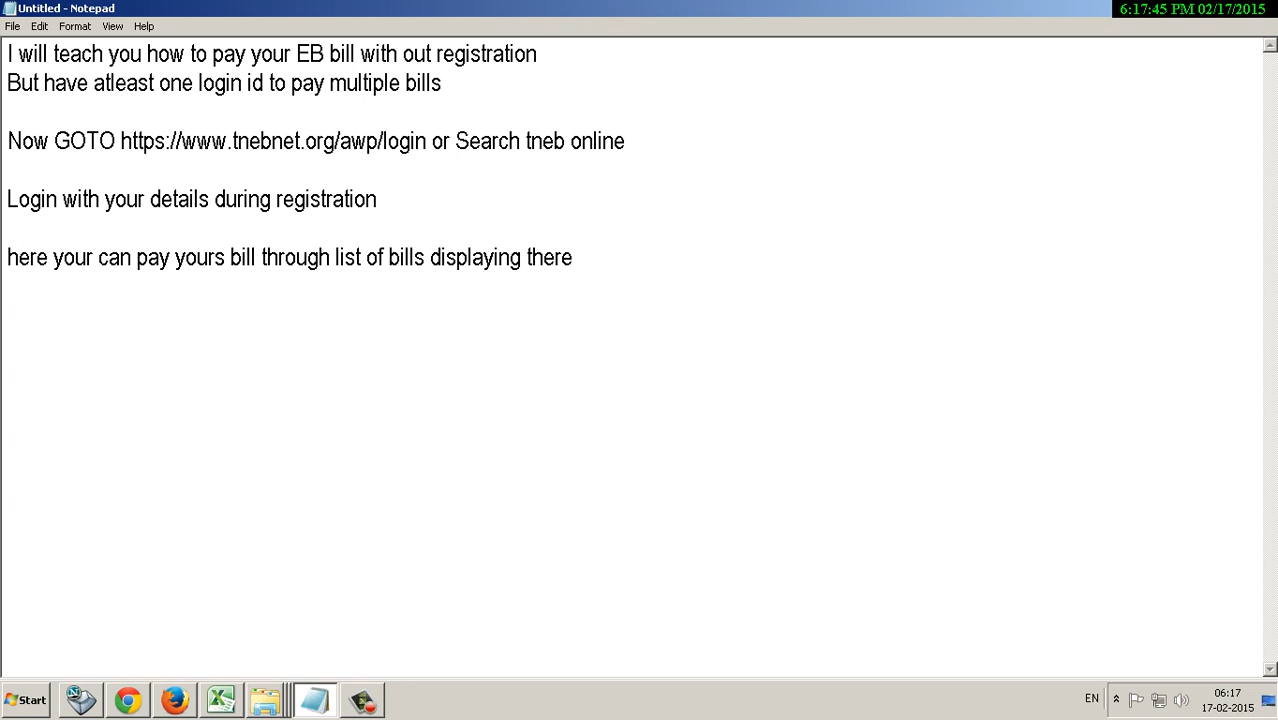 Untitled - Notepad
6:17:45 PM 02/17/2015
File Edit Format View Help
I will teach you how to pay your EB bill with out registration
But have atleast one login id to pay multiple bills
Now GOTO https://www.tnebnet.org/awp/login or Search tneb online
Login with your details during registration
here your can pay yours bill through list of bills displaying there
Start
EN
06:17
17-02-2015